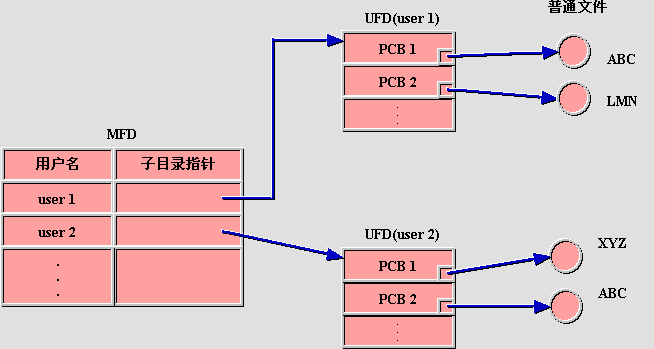 普通文件
UFD(user 1)
PCB 1
ABC
PCB 2
LMN
MFD
用户名 子目录指针
user 1
user 2
UFD(user 2)
XYZ
PCB 1
PCB 2
ABC